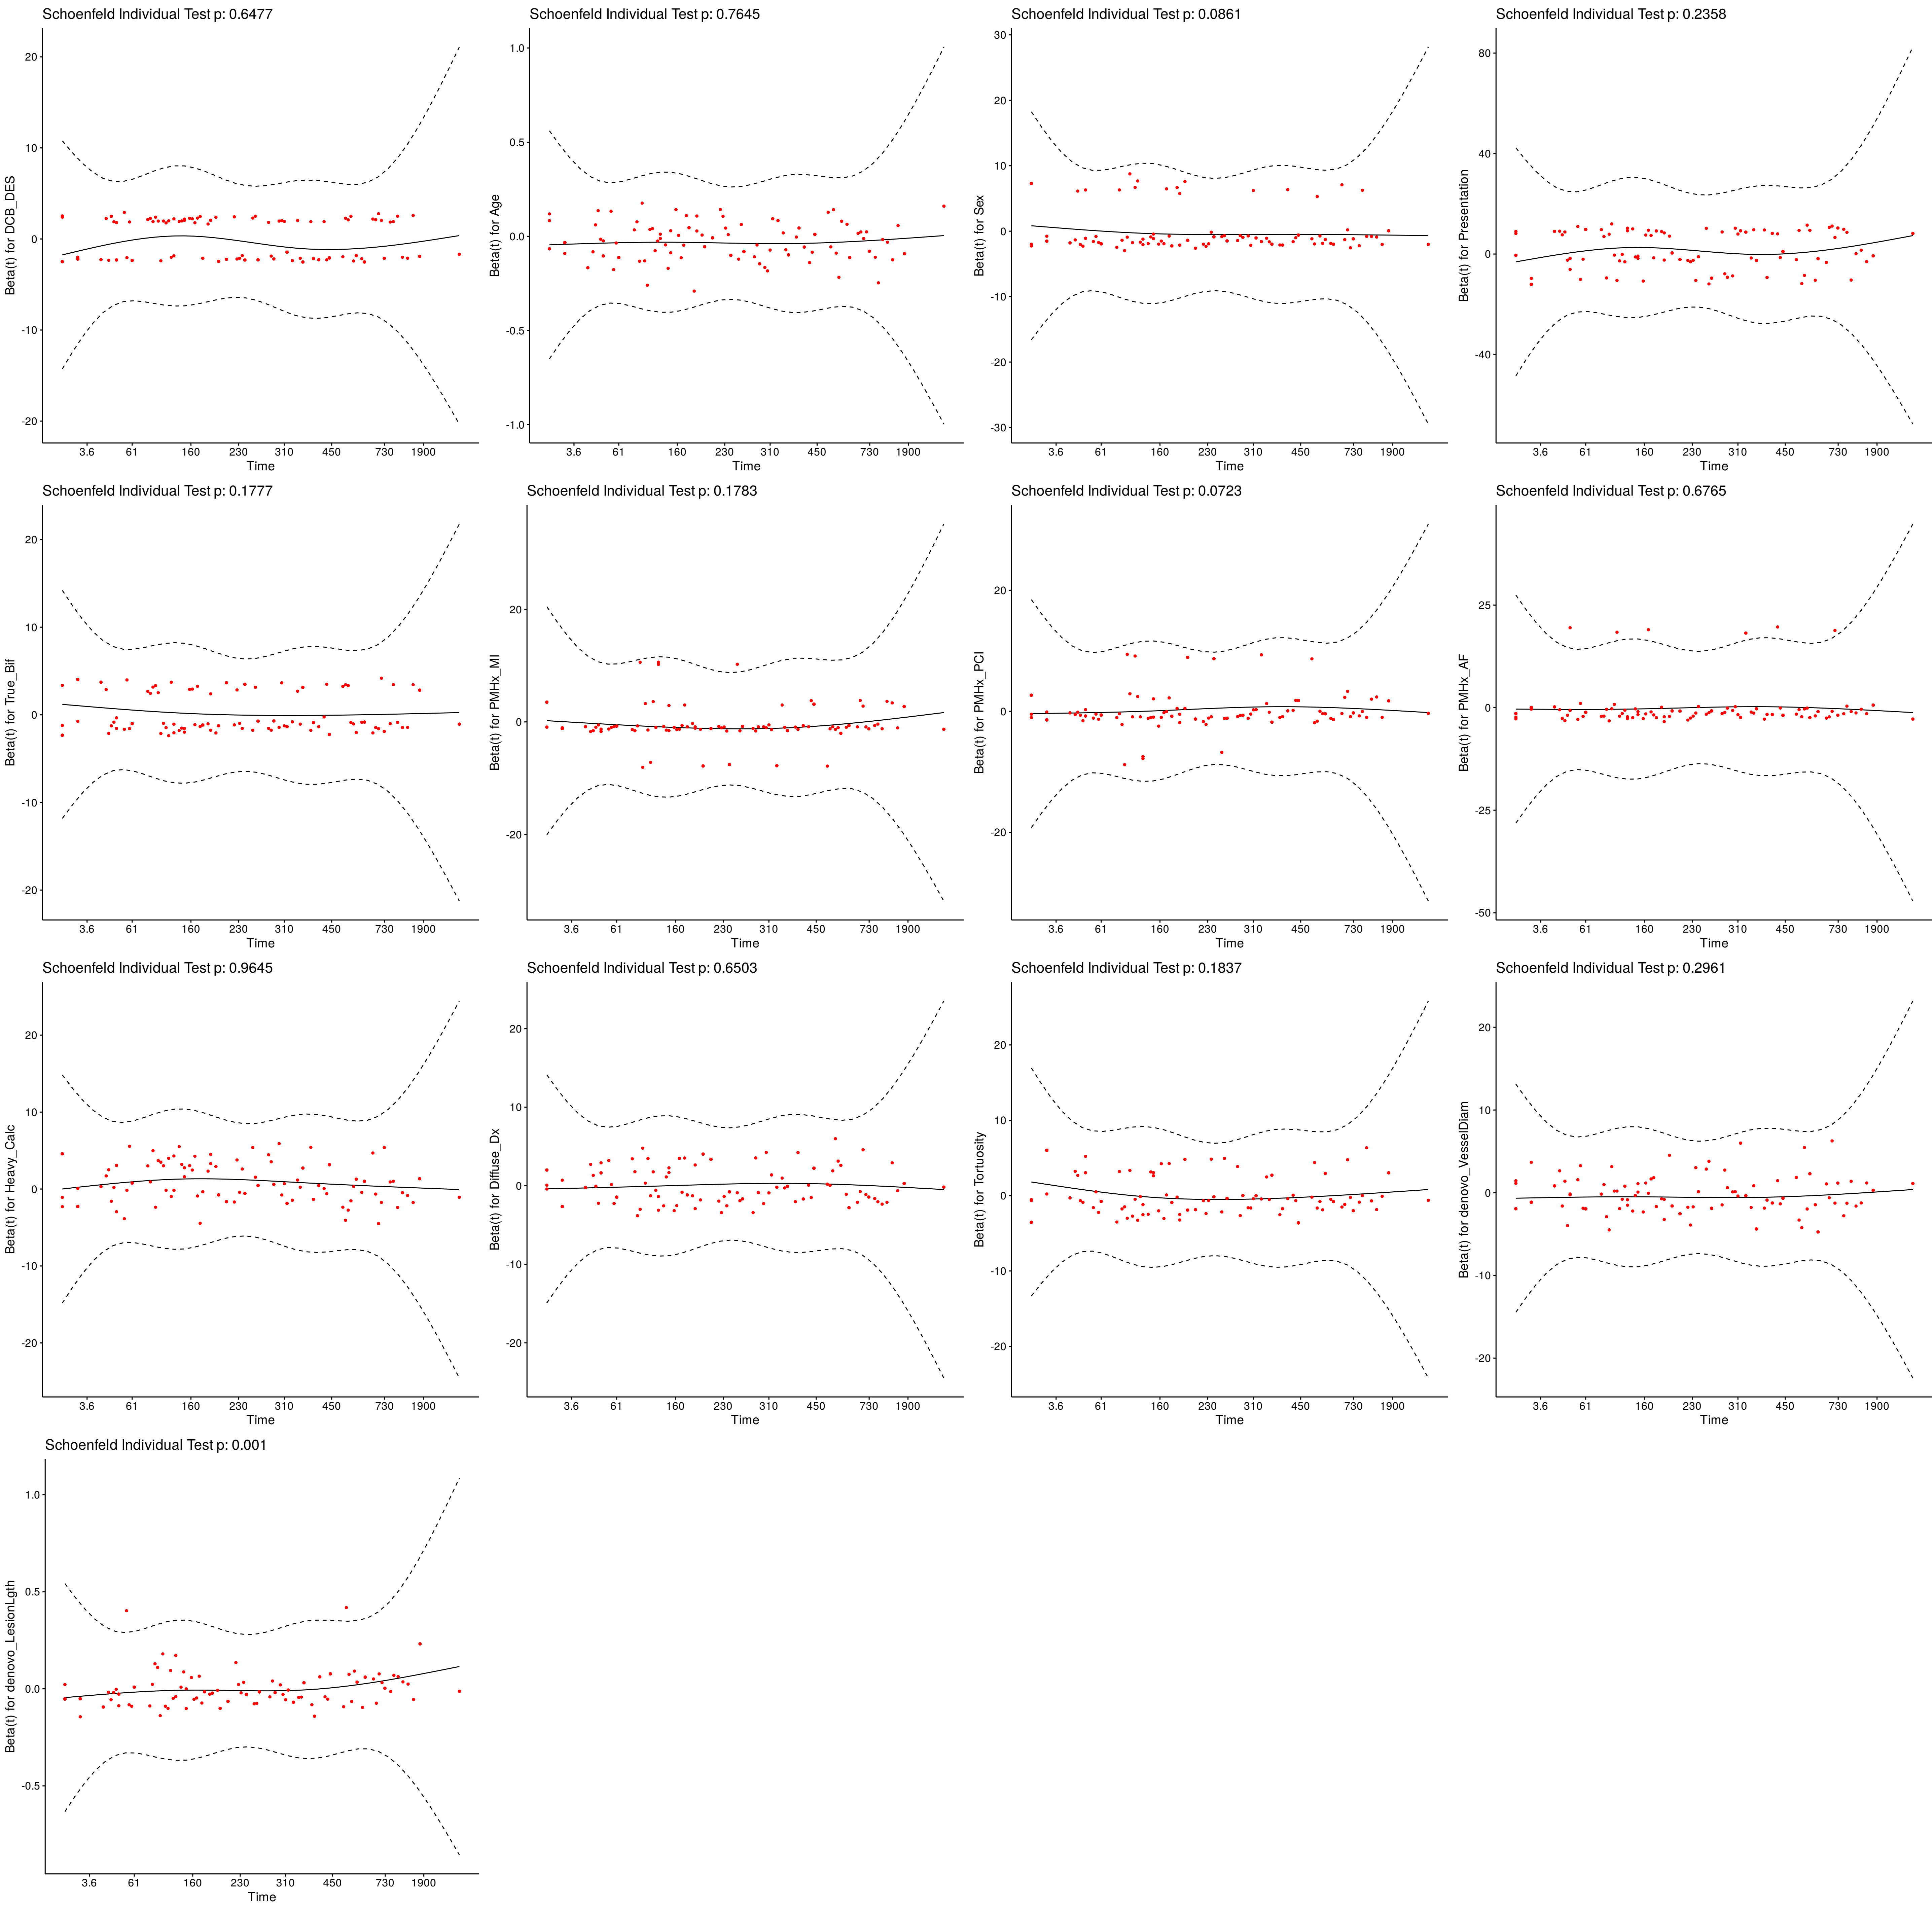 Schoenfeld Individual Test p: 0.6477
20
10
0
-10
-20
Beta(t) for DCB_DES
3.6 61 160 230 310 450 730 1900
Time
Schoenfeld Individual Test p: 0.7645
1.0
0.5
0.0
-0.5
-1.0
Beta(t) for Age
3.6 61 160 230 310 450 730 1900
Time
Schoenfeld Individual Test p: 0.0861
30
20
10
0
-10
-20
-30
Beta(t) for Sex
3.6 61 160 230 310 450 730 1900
Time
Schoenfeld Individual Test p: 0.2358
80
40
0
-40
Beta(t) for Presentation
3.6 61 160 230 310 450 730 1900
Time
Schoenfeld Individual Test p: 0.1777
20
10
0
-10
-20
Beta(t) for True_Bif
3.6 61 160 230 310 450 730 1900
Time
Schoenfeld Individual Test p: 0.1783
20
0
-20
Beta(t) for PMHx_MI
3.6 61 160 230 310 450 730 1900
Time
Schoenfeld Individual Test p: 0.0723
20
0
-20
Beta(t) for PMHx_PCI
3.6 61 160 230 310 450 730 1900
Time
Schoenfeld Individual Test p: 0.6765
25
0
-25
-50
Beta(t) for PMHx_AF
3.6 61 160 230 310 450 730 1900
Time
Schoenfeld Individual Test p: 0.9645
20
10
0
-10
-20
Beta(t) for Heavy_Calc
3.6 61 160 230 310 450 730 1900
Time
Schoenfeld Individual Test p: 0.6503
20
10
0
-10
-20
Beta(t) for Diffuse_Dx
3.6 61 160 230 310 450 730 1900
Time
Schoenfeld Individual Test p: 0.1837
20
10
0
-10
-20
Beta(t) for Tortuosity
3.6 61 160 230 310 450 730 1900
Time
Schoenfeld Individual Test p: 0.2961
20
10
0
-10
-20
Beta(t) for denovo_VesselDiam
3.6 61 160 230 310 450 730 1900
Time
Schoenfeld Individual Test p: 0.001
1.0
0.5
0.0
-0.5
Beta(t) for denovo_LesionLgth
3.6 61 160 230 310 450 730 1900
Time